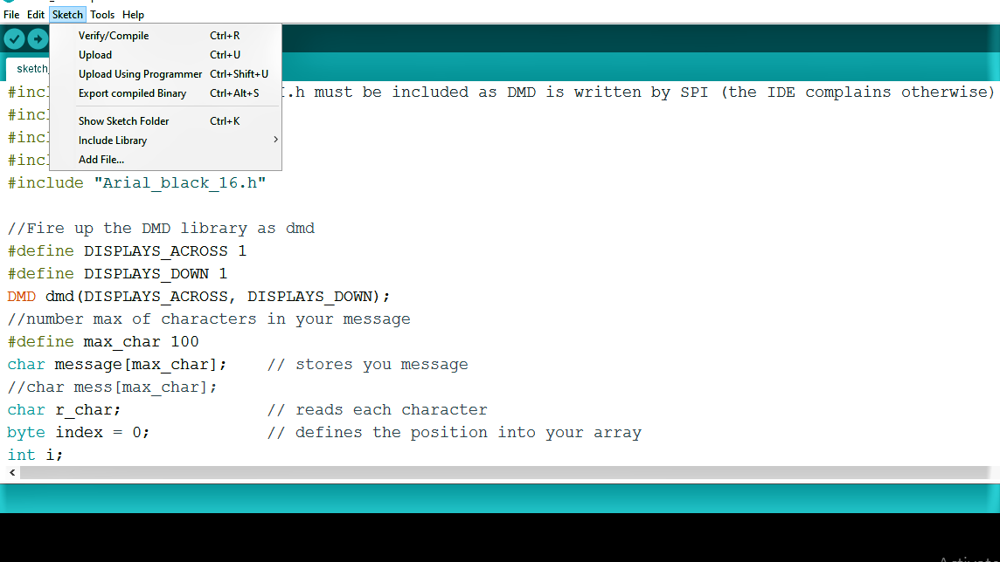 File Edit Sketch Tools Help
Verify/Compile Ctrl+R
Upload Ctrl+U
Upload Using Programmer Ctrl+Shift+U
Export compiled Binary Ctrl+Alt+S
Show Sketch Folder Ctrl+K
Include Library
Add File...
sketch
#incl .h must be included as DMD is written by SPI (the IDE complains otherwise)
#incl
#incl
#incl
#include "Arial_black_16.h"
//Fire up the DMD library as dmd
#define DISPLAYS_ACROSS 1
#define DISPLAYS_DOWN 1
DMD dmd(DISPLAYS_ACROSS, DISPLAYS_DOWN);
//number max of characters in your message
#define max_char 100
char message[max_char]; // stores you message
//char mess[max_char];
char r_char; // reads each character
byte index = 0; // defines the position into your array
int i;